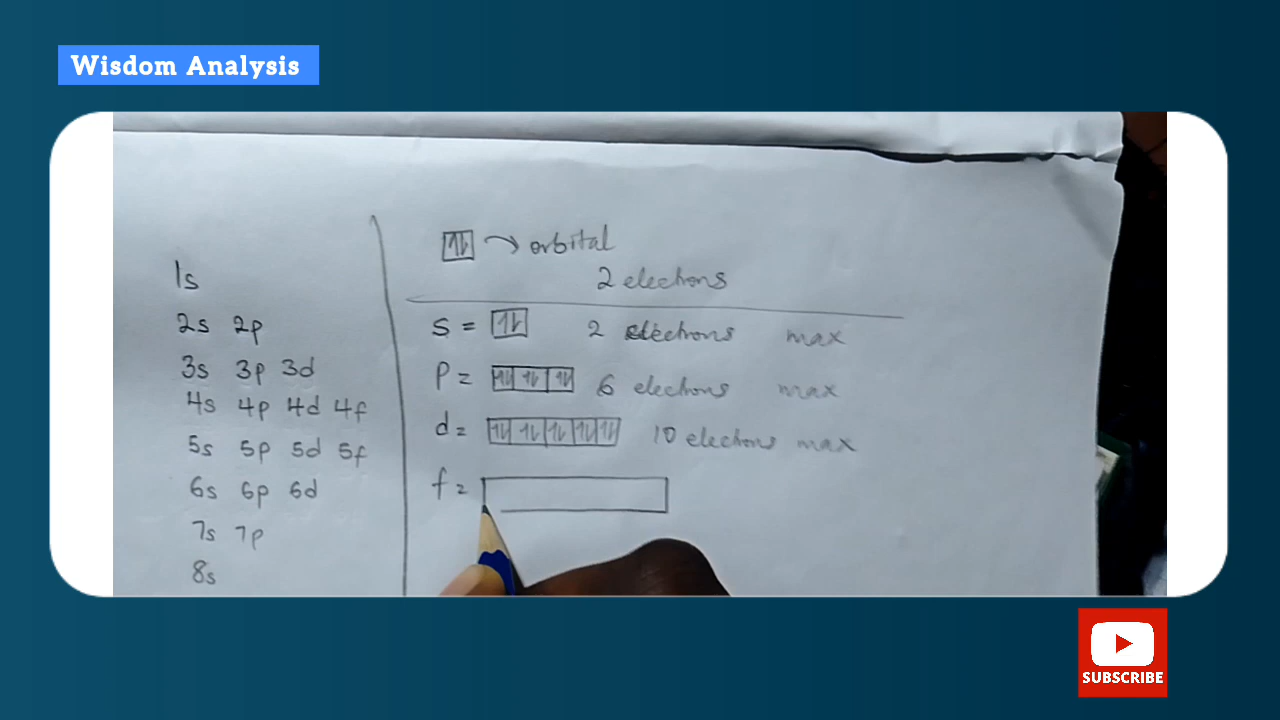 Wisdom Analysis
1s
2s 2p
3s 3p 3d
4s 4p 4d 4f
5s 5p 5d 5f
6s 6p 6d
7s 7p
8s
↿⇂ → orbital
2 electrons
s = ↿⇂ 2 electrons max
p = ↿⇂ ↿⇂ ↿⇂ 6 electrons max
d = ↿⇂ ↿⇂ ↿⇂ ↿⇂ ↿⇂ 10 electrons max
f =
SUBSCRIBE